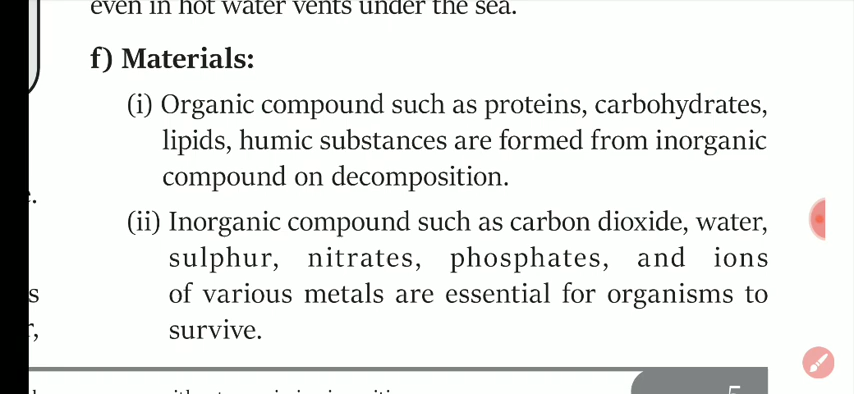 even in hot water vents under the sea.
f) Materials:
(i) Organic compound such as proteins, carbohydrates,
lipids, humic substances are formed from inorganic
compound on decomposition.
(ii) Inorganic compound such as carbon dioxide, water,
sulphur, nitrates, phosphates, and ions
of various metals are essential for organisms to
survive.
5